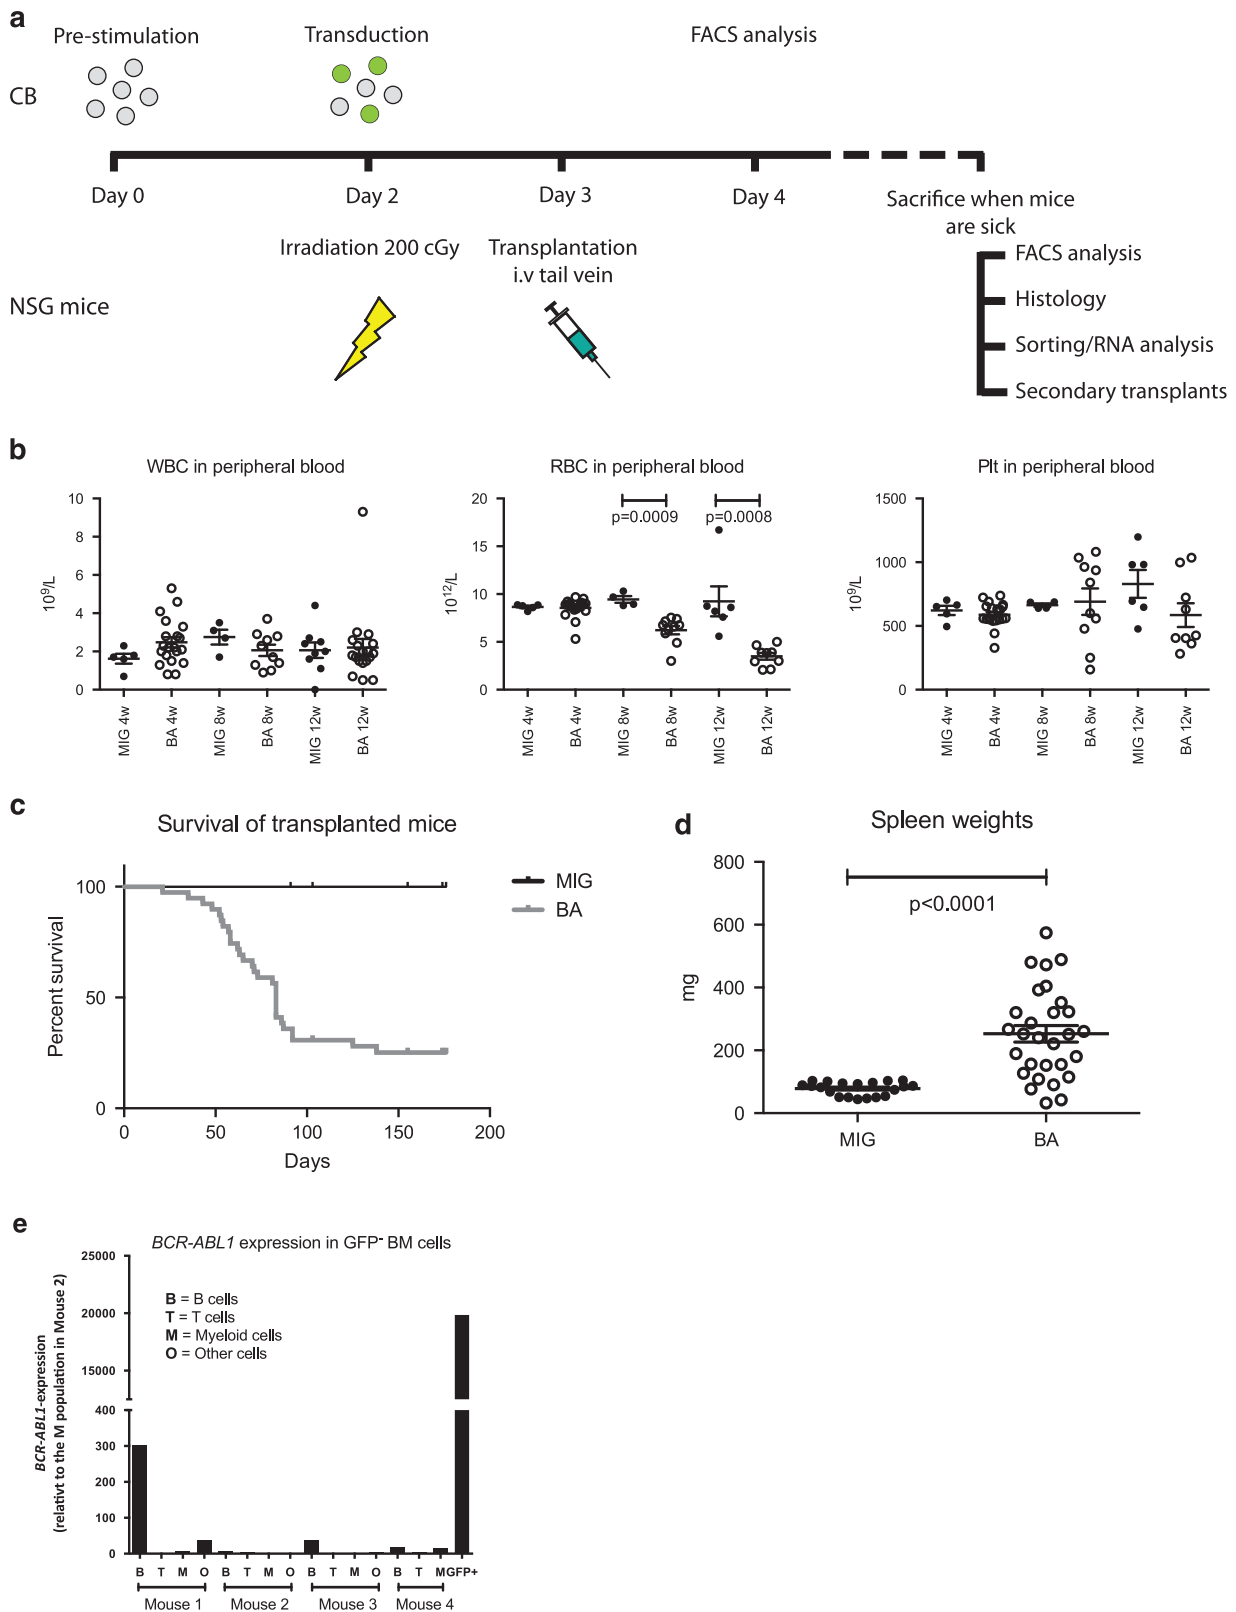 a
Pre-stimulation
Transduction
FACS analysis
CB
Day 0
Day 2
Day 3
Day 4
Sacrifice when mice
are sick
Irradiation 200 cGy
Transplantation
i.v tail vein
NSG mice
FACS analysis
Histology
Sorting/RNA analysis
Secondary transplants
b
WBC in peripheral blood
10
8
6
4
2
0
10⁹/L
MIG 4w
BA 4w
MIG 8w
BA 8w
MIG 12w
BA 12w
RBC in peripheral blood
20
15
10
5
0
10¹²/L
p=0.0009
p=0.0008
MIG 4w
BA 4w
MIG 8w
BA 8w
MIG 12w
BA 12w
Plt in peripheral blood
1500
1000
500
0
10⁹/L
MIG 4w
BA 4w
MIG 8w
BA 8w
MIG 12w
BA 12w
c
Survival of transplanted mice
100
50
0
Percent survival
0 50 100 150 200
Days
MIG
BA
d
Spleen weights
800
600
400
200
0
mg
p<0.0001
MIG BA
e
BCR-ABL1 expression in GFP⁻ BM cells
25000
20000
15000
400
300
200
100
0
BCR-ABL1-expression
(relativt to the M population in Mouse 2)
B = B cells
T = T cells
M = Myeloid cells
O = Other cells
B T M O B T M O B T M O B T M GFP+
Mouse 1 Mouse 2 Mouse 3 Mouse 4